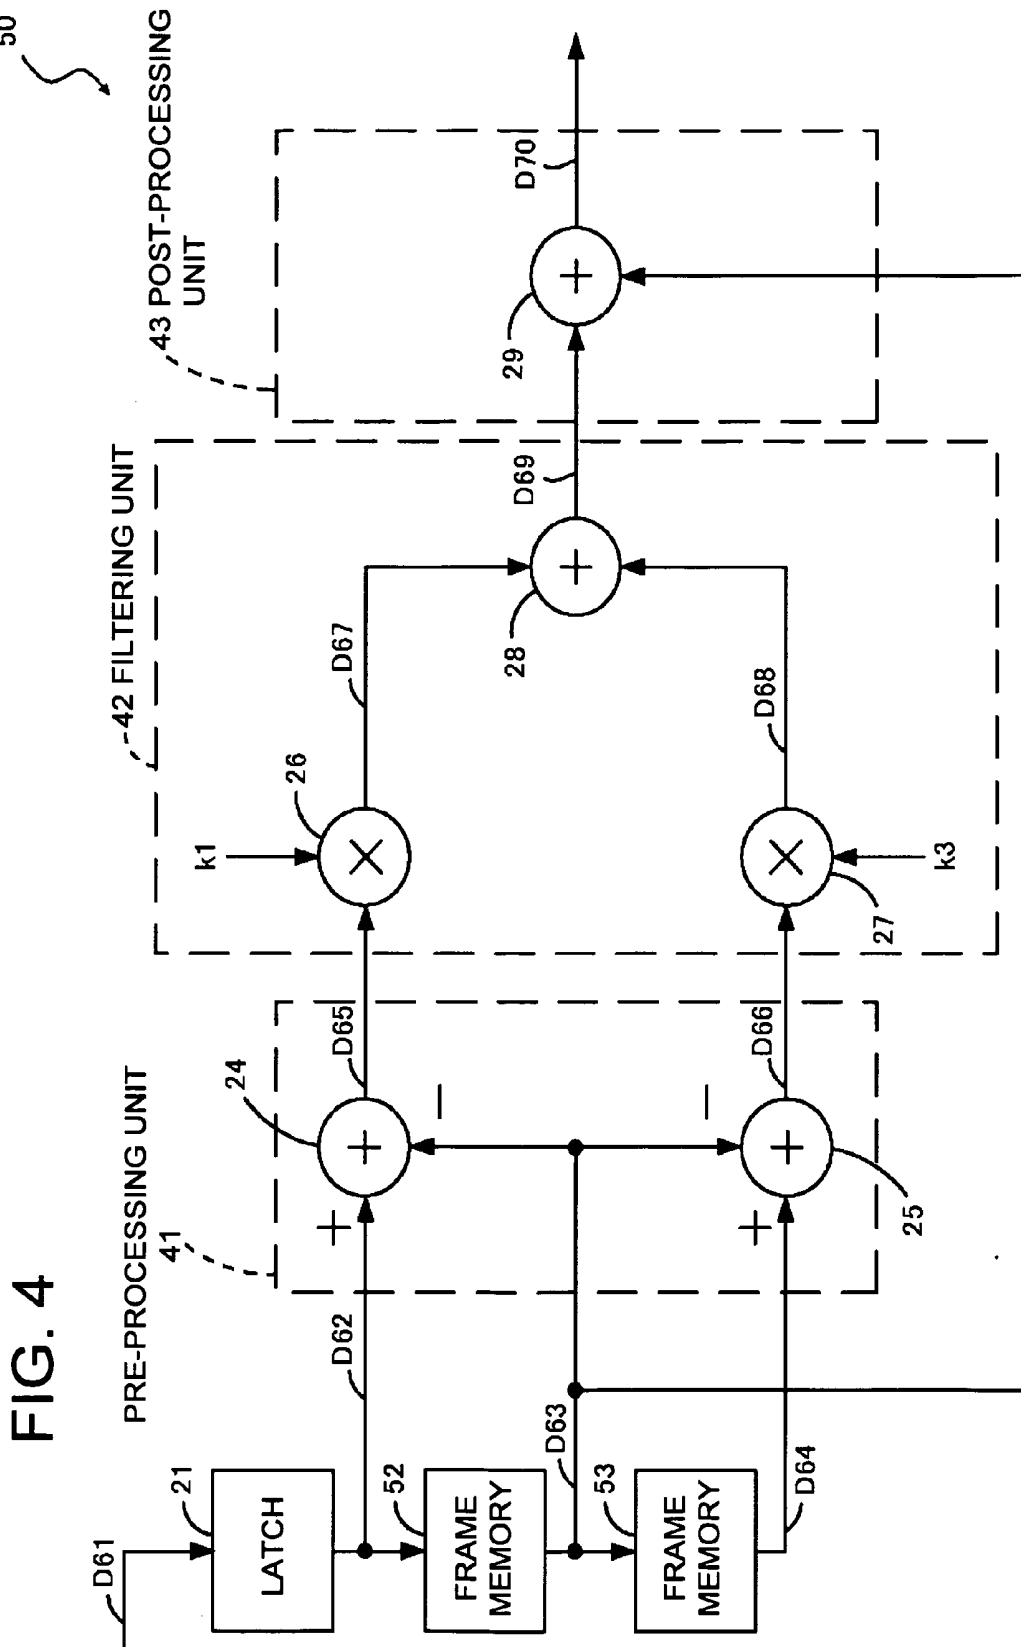 FIG. 4
50
PRE-PROCESSING UNIT
41
42 FILTERING UNIT
43 POST-PROCESSING
UNIT
D61
21
LATCH
D62
+
24
+
D65
k1
26
×
D67
52
FRAME
MEMORY
D63
−
−
28
+
D69
29
+
D70
53
FRAME
MEMORY
D64
+
25
+
D66
27
×
k3
D68